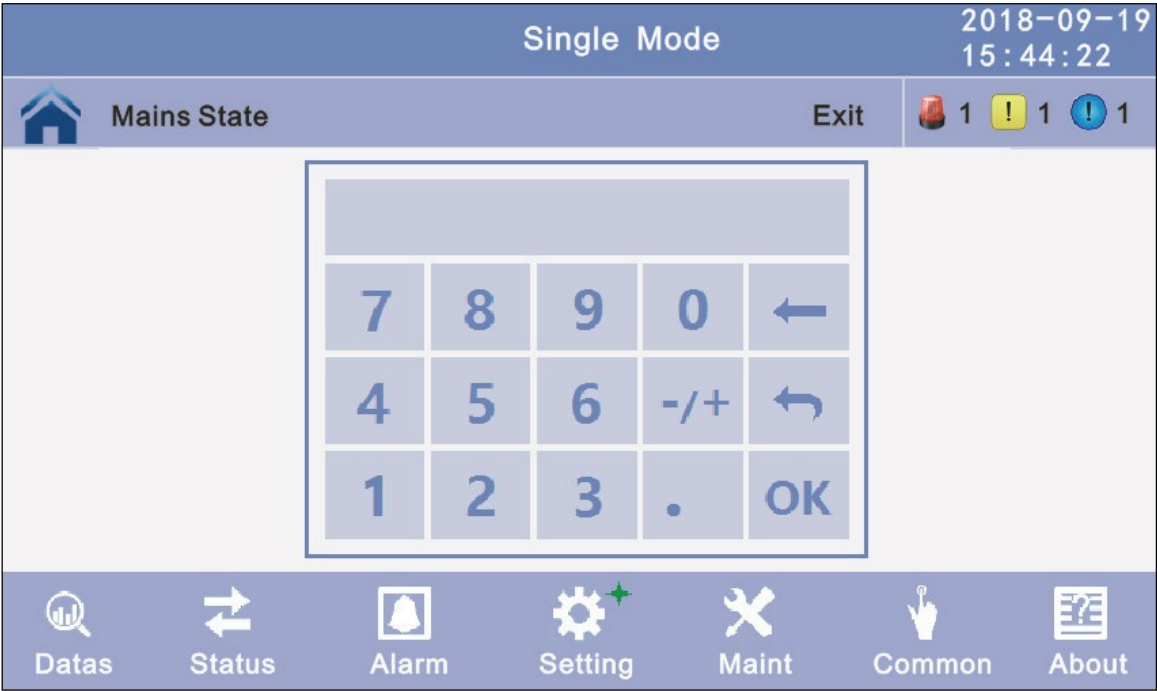 Single Mode
2018-09-19
15:44:22
Mains State
Exit
1
! 1
! 1
7 8 9 0 ←
4 5 6 -/+
1 2 3 . OK
Datas Status Alarm Setting Maint Common About